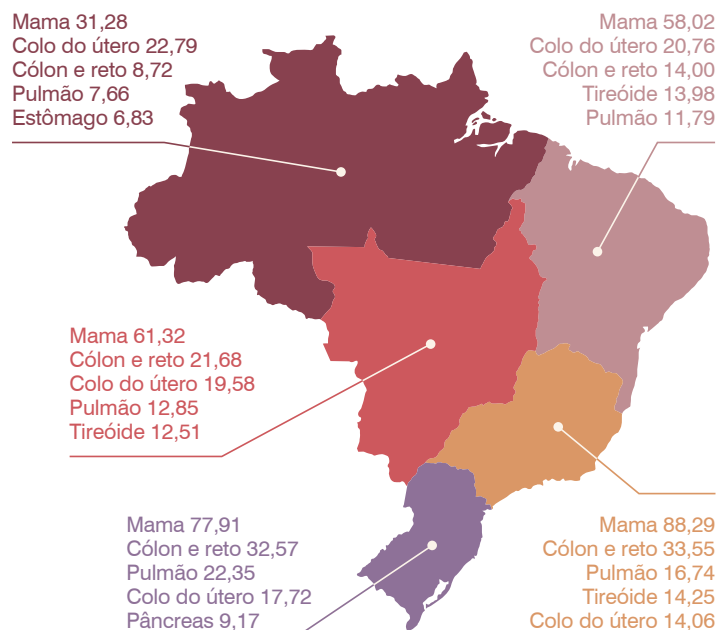 Mama 31,28
Colo do útero 22,79
Cólon e reto 8,72
Pulmão 7,66
Estômago 6,83
Mama 58,02
Colo do útero 20,76
Cólon e reto 14,00
Tireóide 13,98
Pulmão 11,79
Mama 61,32
Cólon e reto 21,68
Colo do útero 19,58
Pulmão 12,85
Tireóide 12,51
Mama 77,91
Cólon e reto 32,57
Pulmão 22,35
Colo do útero 17,72
Pâncreas 9,17
Mama 88,29
Cólon e reto 33,55
Pulmão 16,74
Tireóide 14,25
Colo do útero 14,06